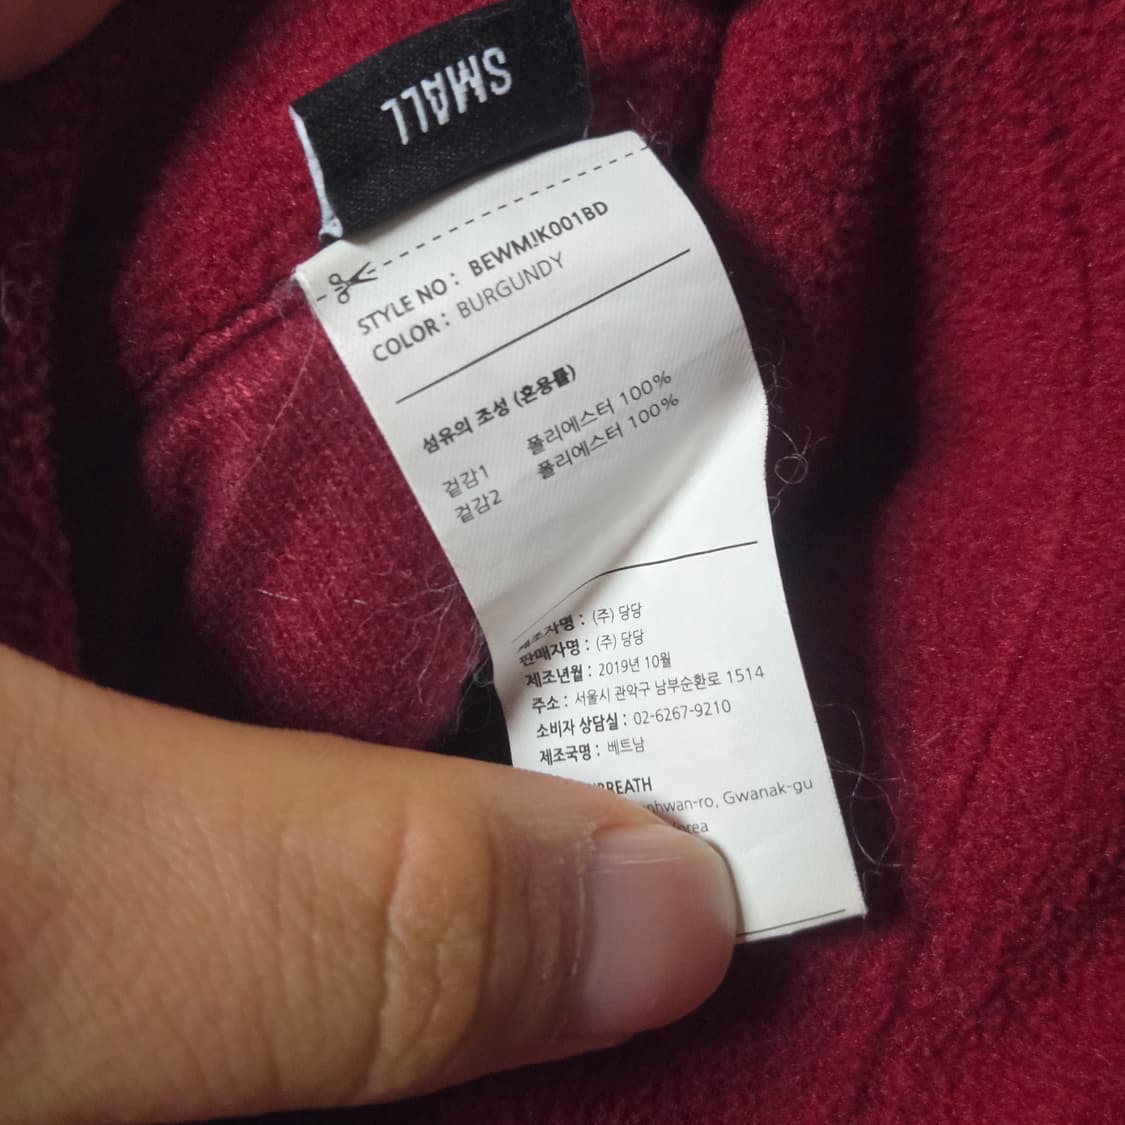 SMALL
STYLE NO : BEWMJK001BD
COLOR : BURGUNDY
섬유의 조성 (혼용률)
겉감1 폴리에스터 100%
겉감2 폴리에스터 100%
제조자명 : (주) 당당
판매자명 : (주) 당당
제조년월 : 2019년 10월
주소 : 서울시 관악구 남부순환로 1514
소비자 상담실 : 02-6267-9210
제조국명 : 베트남
BREATH
nhwan-ro, Gwanak-gu
orea